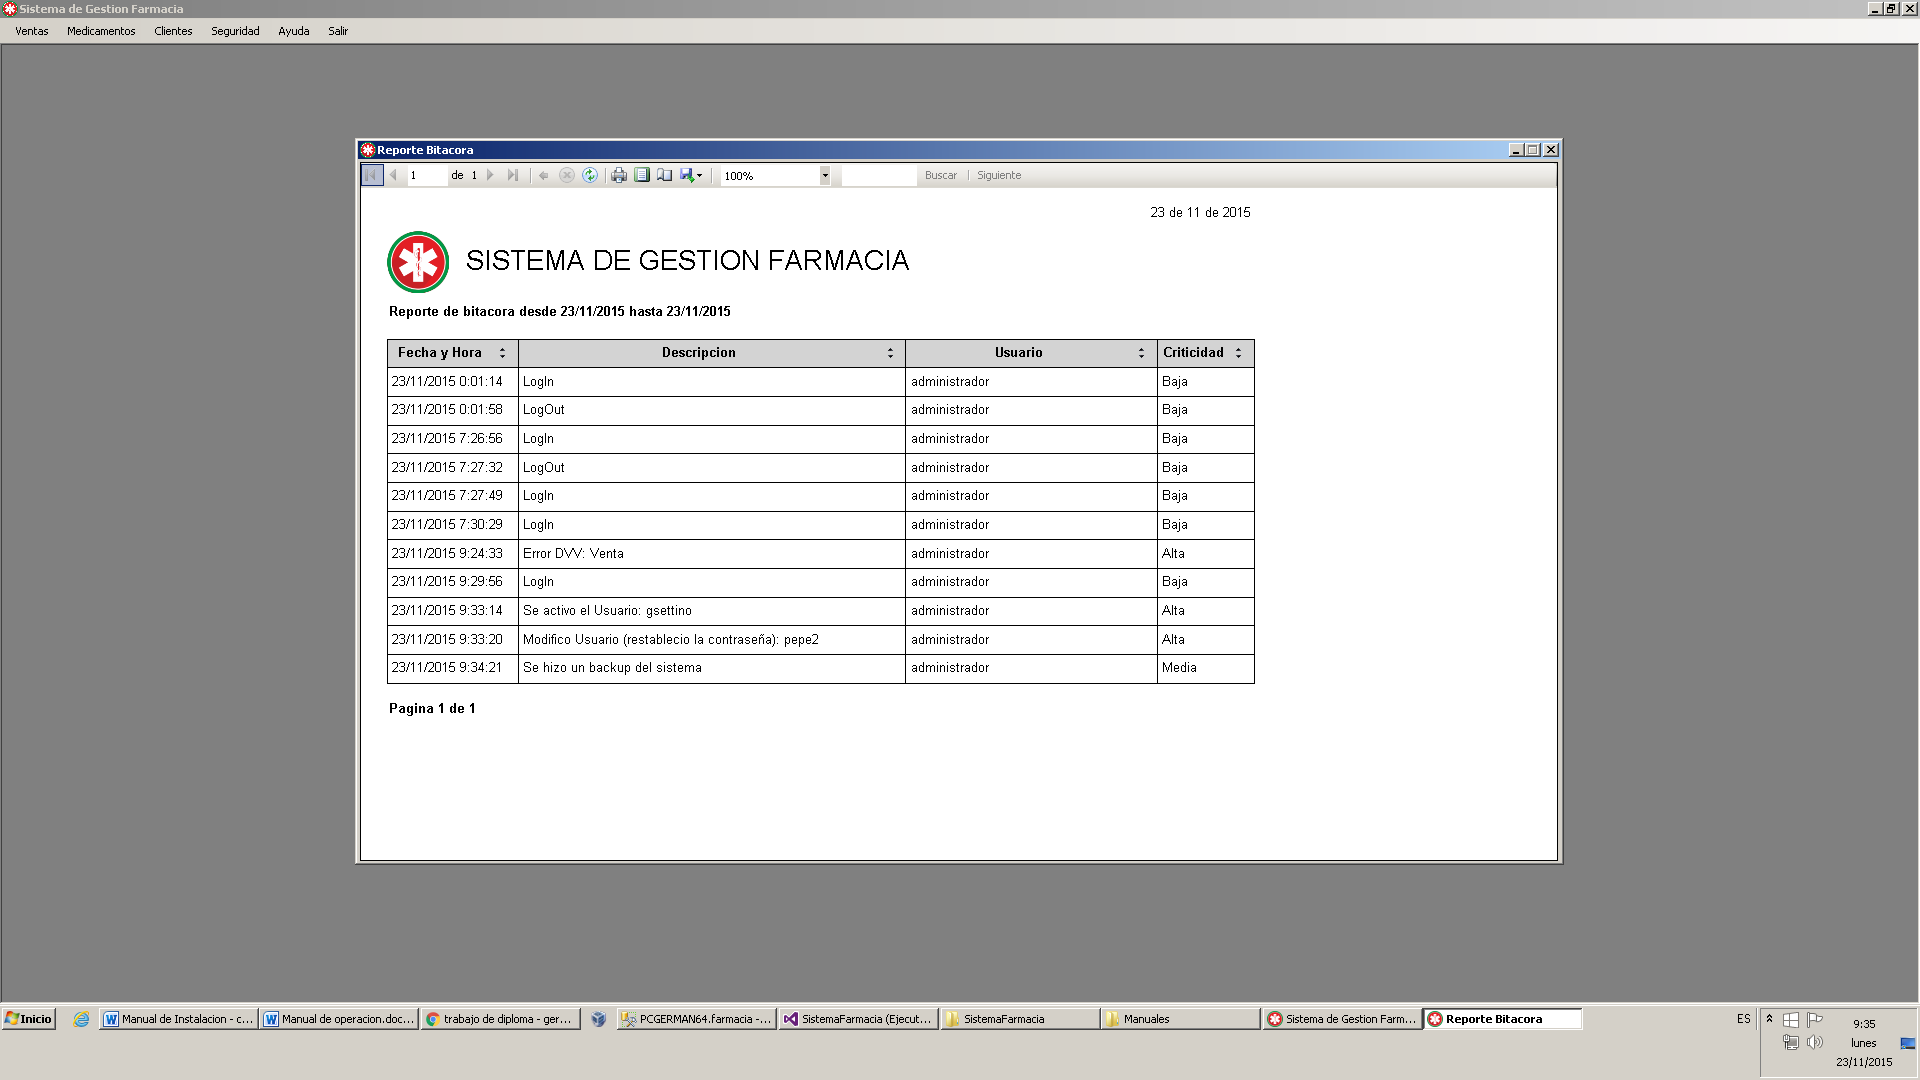 Sistema de Gestion Farmacia
Ventas Medicamentos Clientes Seguridad Ayuda Salir
Reporte Bitacora
1 de 1 100% Buscar | Siguiente
23 de 11 de 2015
SISTEMA DE GESTION FARMACIA
Reporte de bitacora desde 23/11/2015 hasta 23/11/2015
Fecha y Hora Descripcion Usuario Criticidad
23/11/2015 0:01:14 LogIn administrador Baja
23/11/2015 0:01:58 LogOut administrador Baja
23/11/2015 7:26:56 LogIn administrador Baja
23/11/2015 7:27:32 LogOut administrador Baja
23/11/2015 7:27:49 LogIn administrador Baja
23/11/2015 7:30:29 LogIn administrador Baja
23/11/2015 9:24:33 Error DVV: Venta administrador Alta
23/11/2015 9:29:56 LogIn administrador Baja
23/11/2015 9:33:14 Se activo el Usuario: gsettino administrador Alta
23/11/2015 9:33:20 Modifico Usuario (restablecio la contraseña): pepe2 administrador Alta
23/11/2015 9:34:21 Se hizo un backup del sistema administrador Media
Pagina 1 de 1
Inicio Manual de Instalacion - c... Manual de operacion.doc... trabajo de diploma - ger... PCGERMAN64.farmacia -... SistemaFarmacia (Ejecut... SistemaFarmacia Manuales Sistema de Gestion Farm... Reporte Bitacora ES
9:35
lunes
23/11/2015